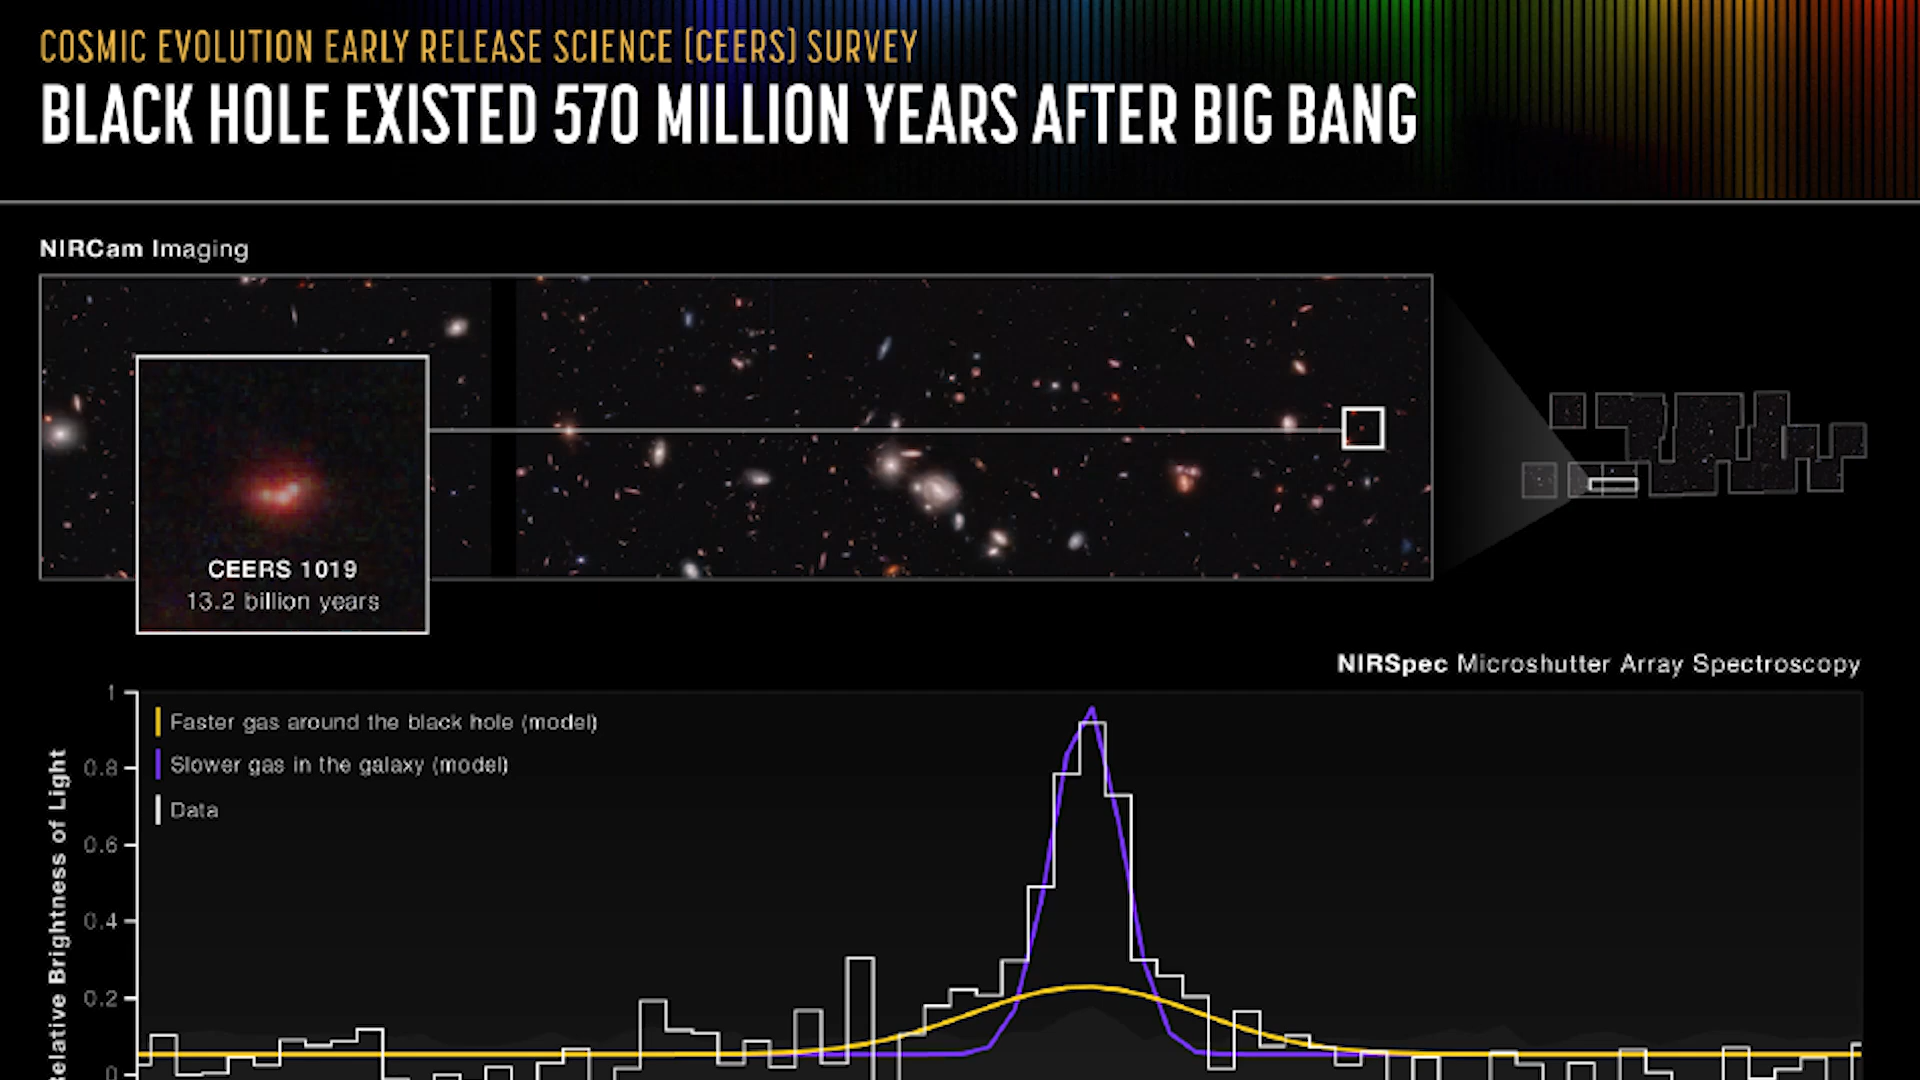 COSMIC EVOLUTION EARLY RELEASE SCIENCE (CEERS) SURVEY
BLACK HOLE EXISTED 570 MILLION YEARS AFTER BIG BANG
NIRCam Imaging
CEERS 1019
13.2 billion years
NIRSpec Microshutter Array Spectroscopy
Faster gas around the black hole (model)
Slower gas in the galaxy (model)
Data
1
0.8
0.6
0.4
0.2
0
Brightness of Light